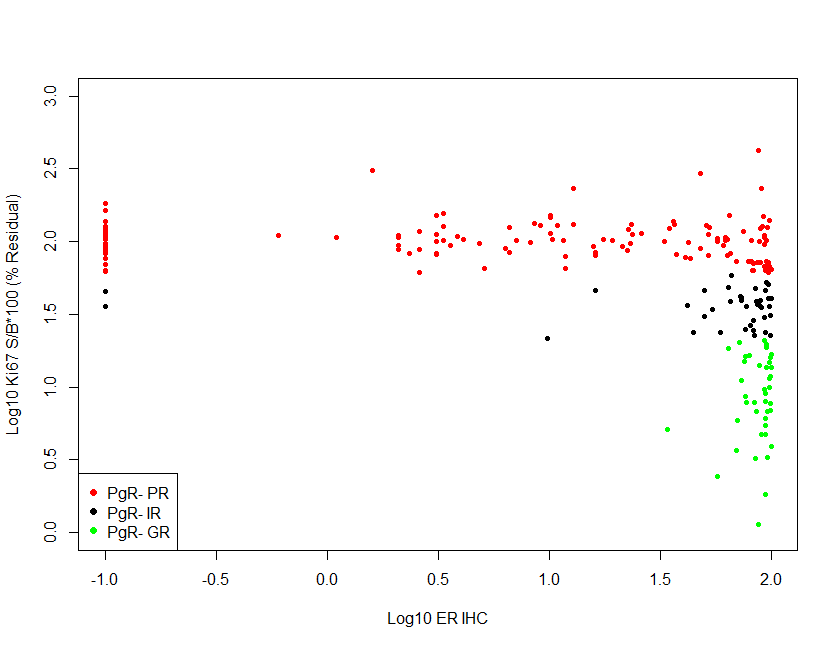 3.0
2.5
2.0
1.5
1.0
0.5
0.0
Log10 Ki67 S/B*100 (% Residual)
PgR- PR
PgR- IR
PgR- GR
-1.0 -0.5 0.0 0.5 1.0 1.5 2.0
Log10 ER IHC